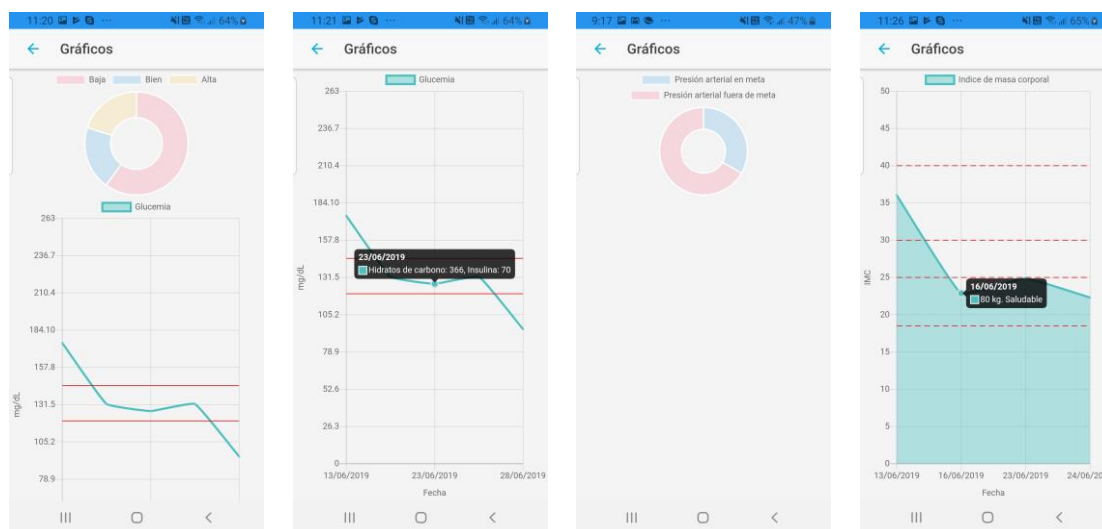 11:20 ... 64%
Gráficos
Baja Bien Alta
Glucemia
263
236.7
210.4
184.10
157.8
131.5
105.2
78.9
mg/dL
11:21 ... 64%
Gráficos
Glucemia
263
236.7
210.4
184.10
157.8
131.5
105.2
78.9
52.6
26.3
0
mg/dL
23/06/2019
Hidratos de carbono: 366, Insulina: 70
13/06/2019 23/06/2019 28/06/2019
Fecha
9:17 ... 47%
Gráficos
Presión arterial en meta
Presión arterial fuera de meta
11:26 ... 65%
Gráficos
Indice de masa corporal
50
45
40
35
30
25
20
15
10
5
0
IMC
16/06/2019
80 kg. Saludable
13/06/2019 16/06/2019 23/06/2019 24/06/20
Fecha